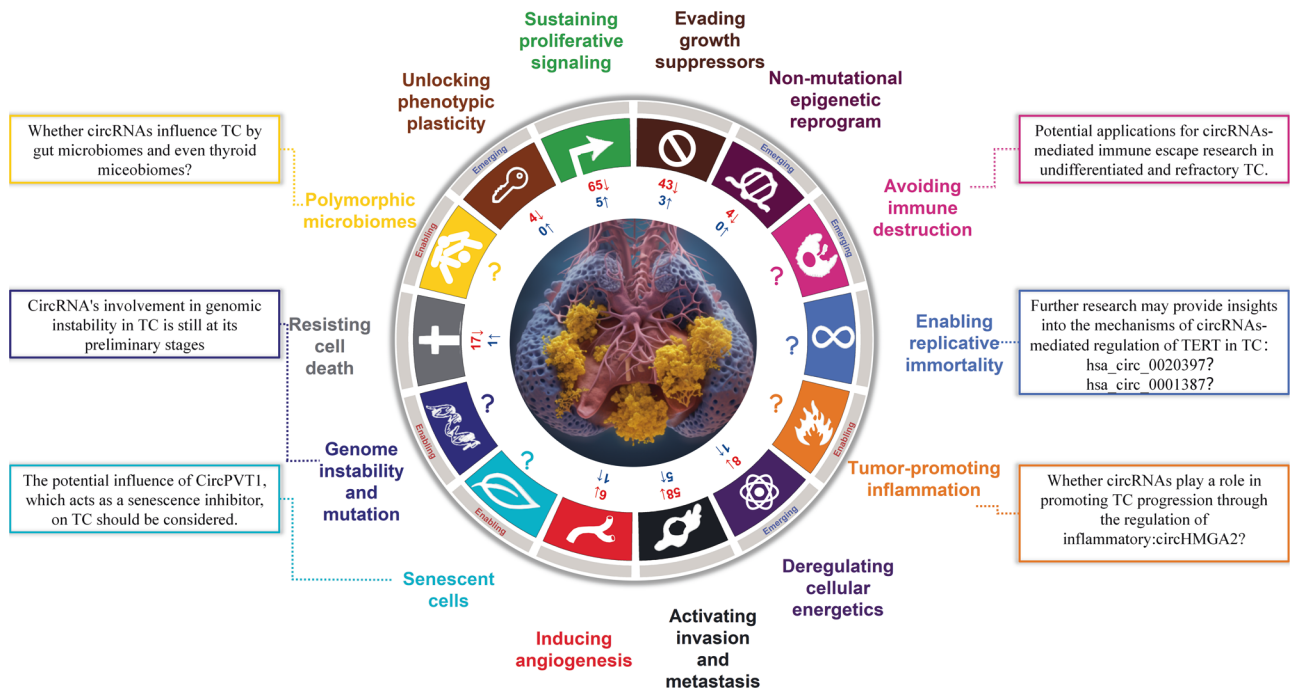 Sustaining
proliferative
signaling
Evading
growth
suppressors
Unlocking
phenotypic
plasticity
Non-mutational
epigenetic
reprogram
Whether circRNAs influence TC by
gut microbiomes and even thyroid
miceobiomes?
Potential applications for circRNAs-
mediated immune escape research in
undifferentiated and refractory TC.
Polymorphic
microbiomes
Avoiding
immune
destruction
Emerging
Emerging
Enabling
Emerging
65↓
5↑
43↓
3↑
4↓
0↑
4↓
0↑
?
?
CircRNA's involvement in genomic
instability in TC is still at its
preliminary stages
Resisting
cell
death
17↓
1↑
?
Enabling
replicative
immortality
Further research may provide insights
into the mechanisms of circRNAs-
mediated regulation of TERT in TC:
hsa_circ_0020397?
hsa_circ_0001387?
?
?
Enabling
Enabling
Genome
instability
and
mutation
Tumor-promoting
inflammation
The potential influence of CircPVT1,
which acts as a senescence inhibitor,
on TC should be considered.
Whether circRNAs play a role in
promoting TC progression through
the regulation of
inflammatory:circHMGA2?
?
1↑
6↓
5↑
58↓
1↑
8↓
Enabling
Emerging
Senescent
cells
Deregulating
cellular
energetics
Inducing
angiogenesis
Activating
invasion
and
metastasis